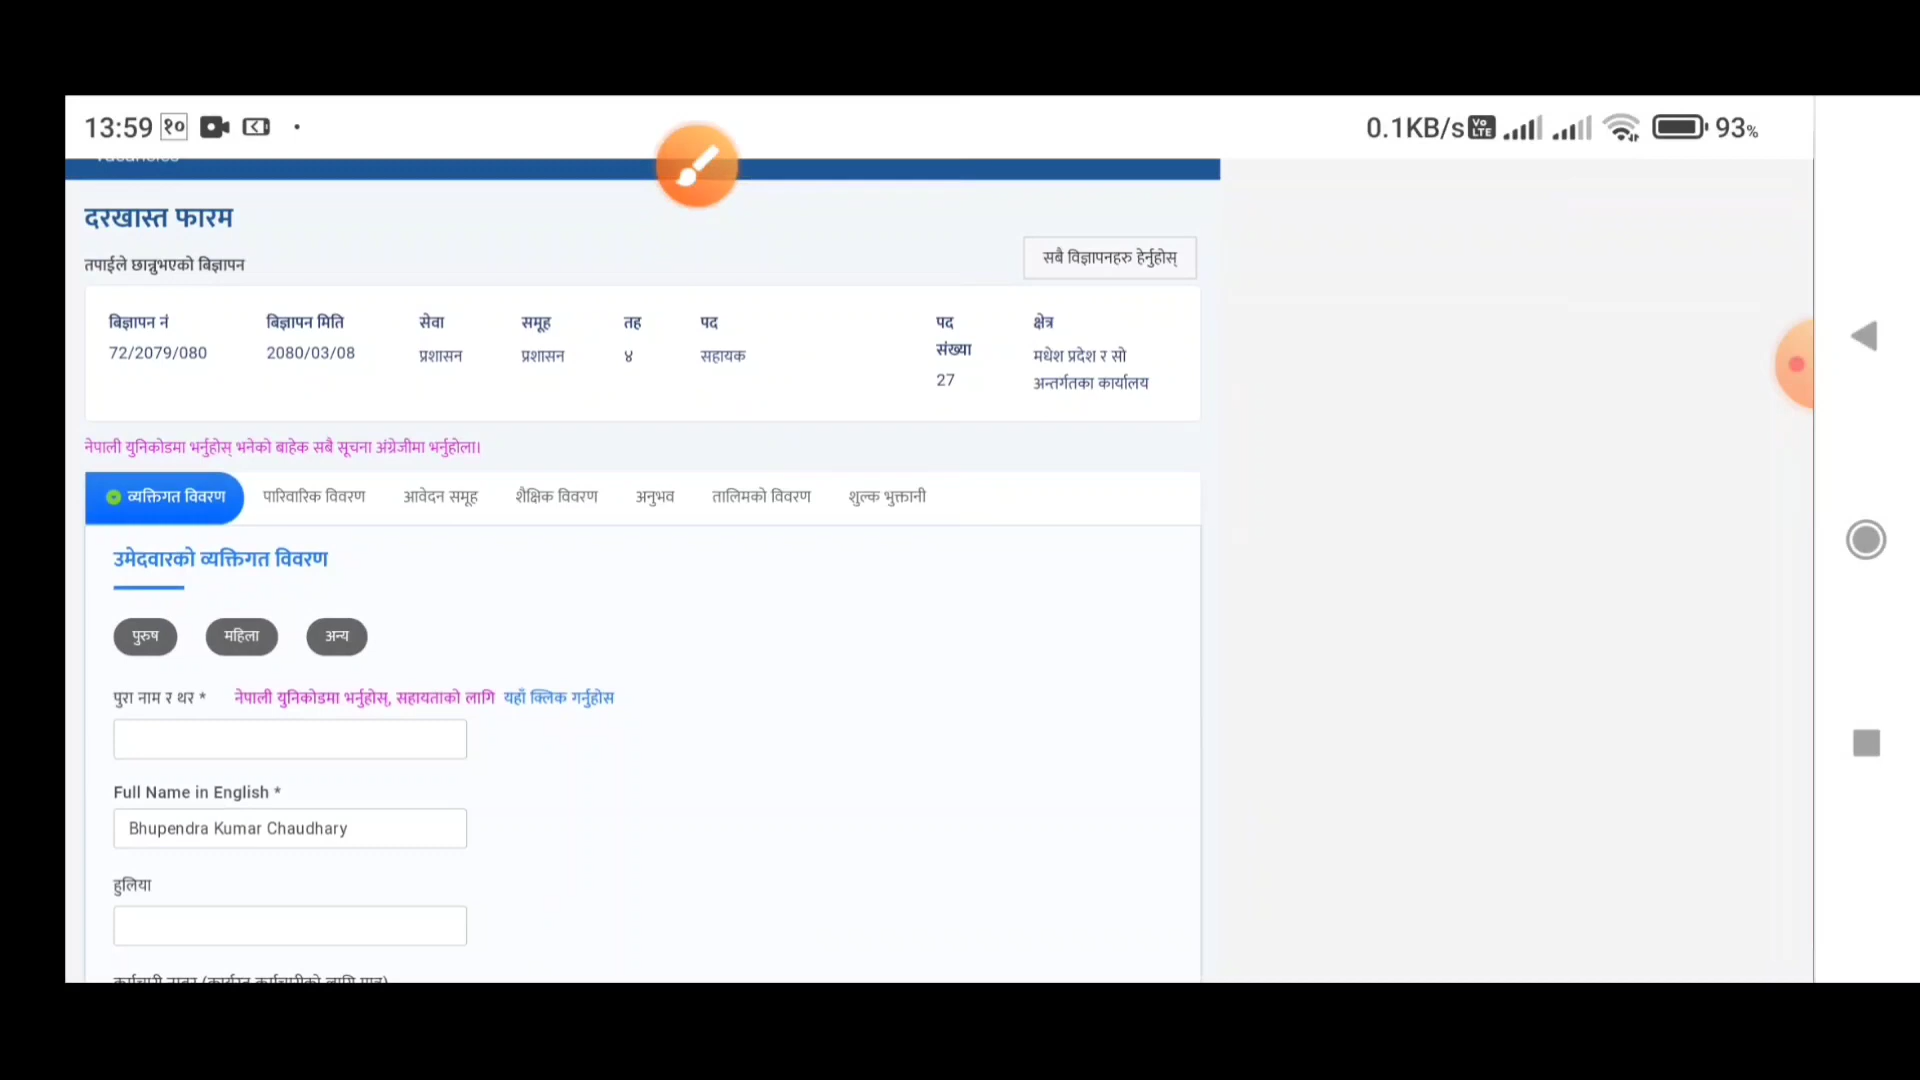 13:59 १०
0.1KB/s Vo LTE 93%
दरखास्त फारम
तपाईले छान्नुभएको बिज्ञापन
सबै विज्ञापनहरु हेर्नुहोस्
बिज्ञापन नं बिज्ञापन मिति सेवा समूह तह पद पद संख्या क्षेत्र
72/2079/080 2080/03/08 प्रशासन प्रशासन ४ सहायक 27 मधेश प्रदेश र सो
अन्तर्गतका कार्यालय
नेपाली युनिकोडमा भर्नुहोस् भनेको बाहेक सबै सूचना अंग्रेजीमा भर्नुहोला।
व्यक्तिगत विवरण पारिवारिक विवरण आवेदन समूह शैक्षिक विवरण अनुभव तालिमको विवरण शुल्क भुक्तानी
उमेदवारको व्यक्तिगत विवरण
पुरुष महिला अन्य
पुरा नाम र थर * नेपाली युनिकोडमा भर्नुहोस्, सहायताको लागि यहाँ क्लिक गर्नुहोस
Full Name in English *
Bhupendra Kumar Chaudhary
हुलिया